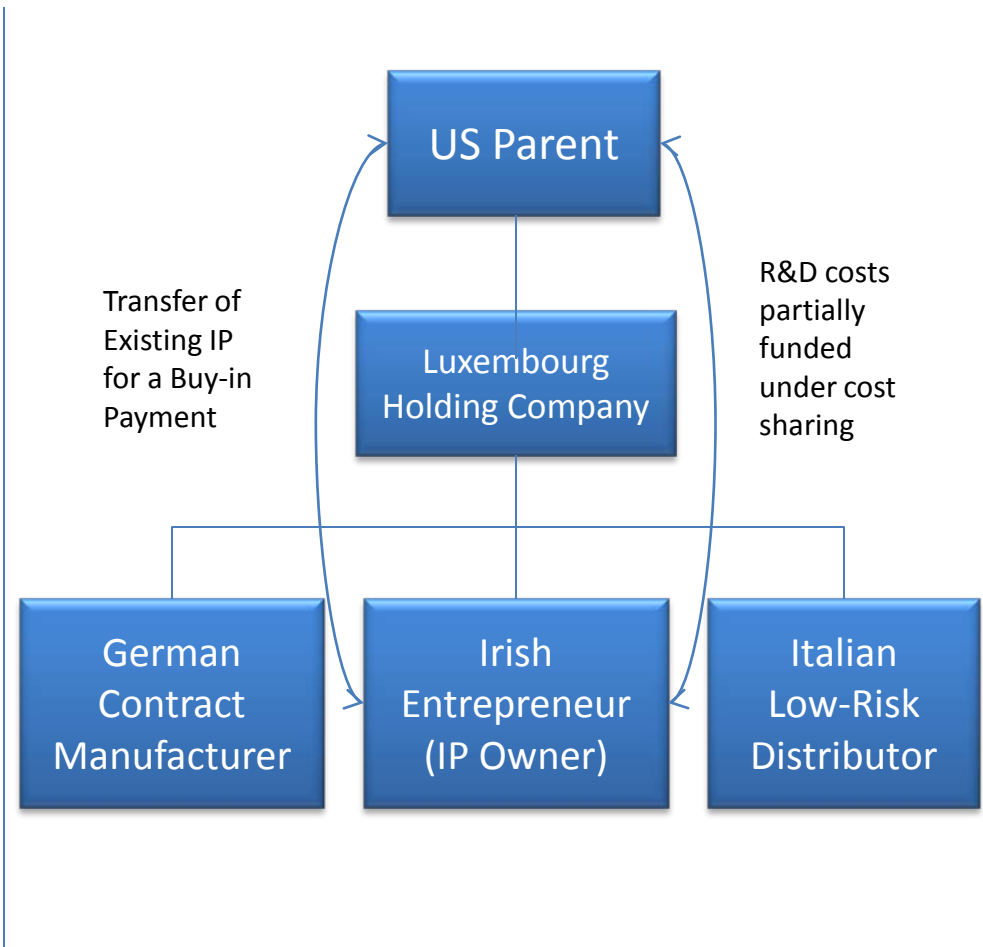 US Parent
Transfer of
Existing IP
for a Buy-in
Payment
R&D costs
partially
funded
under cost
sharing
Luxembourg
Holding Company
German
Contract
Manufacturer
Irish
Entrepreneur
(IP Owner)
Italian
Low-Risk
Distributor